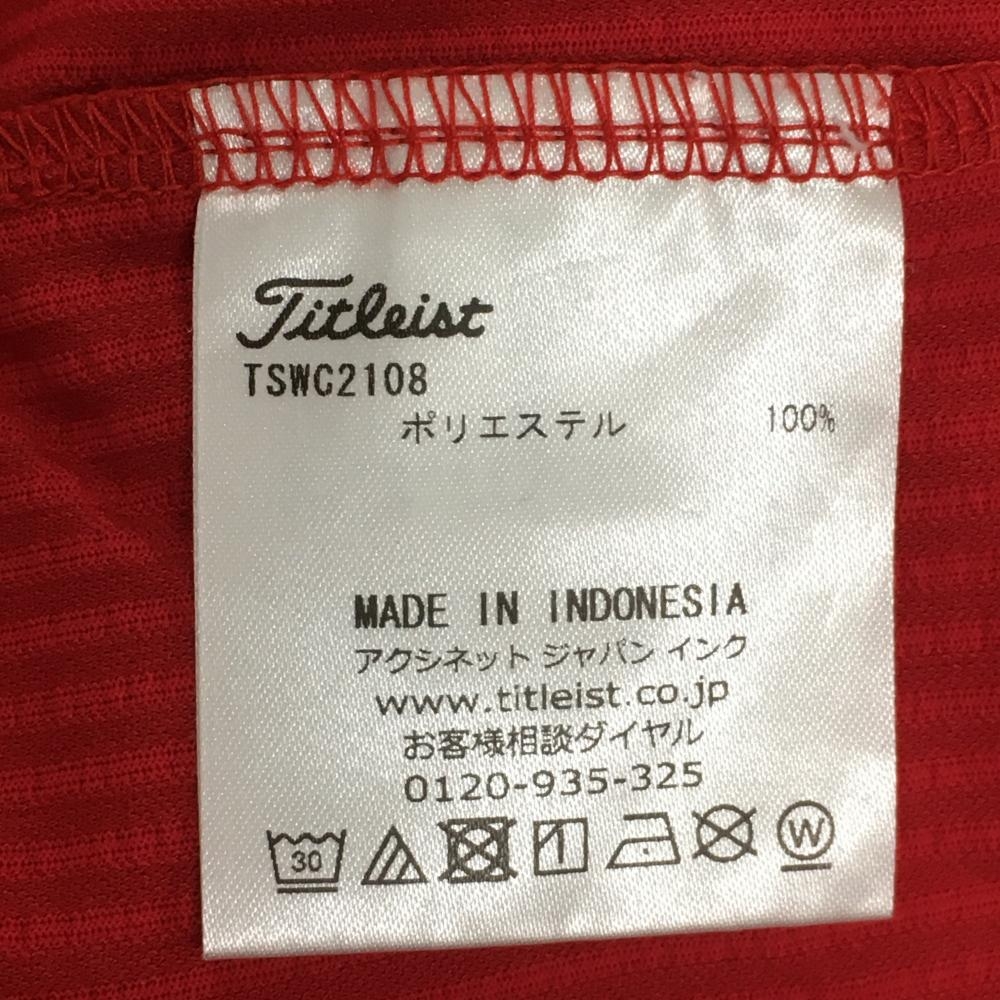 Titleist
TSWC2108
ポリエステル 100%
MADE IN INDONESIA
アクシネット ジャパン インク
www.titleist.co.jp
お客様相談ダイヤル
0120-935-325
30 W